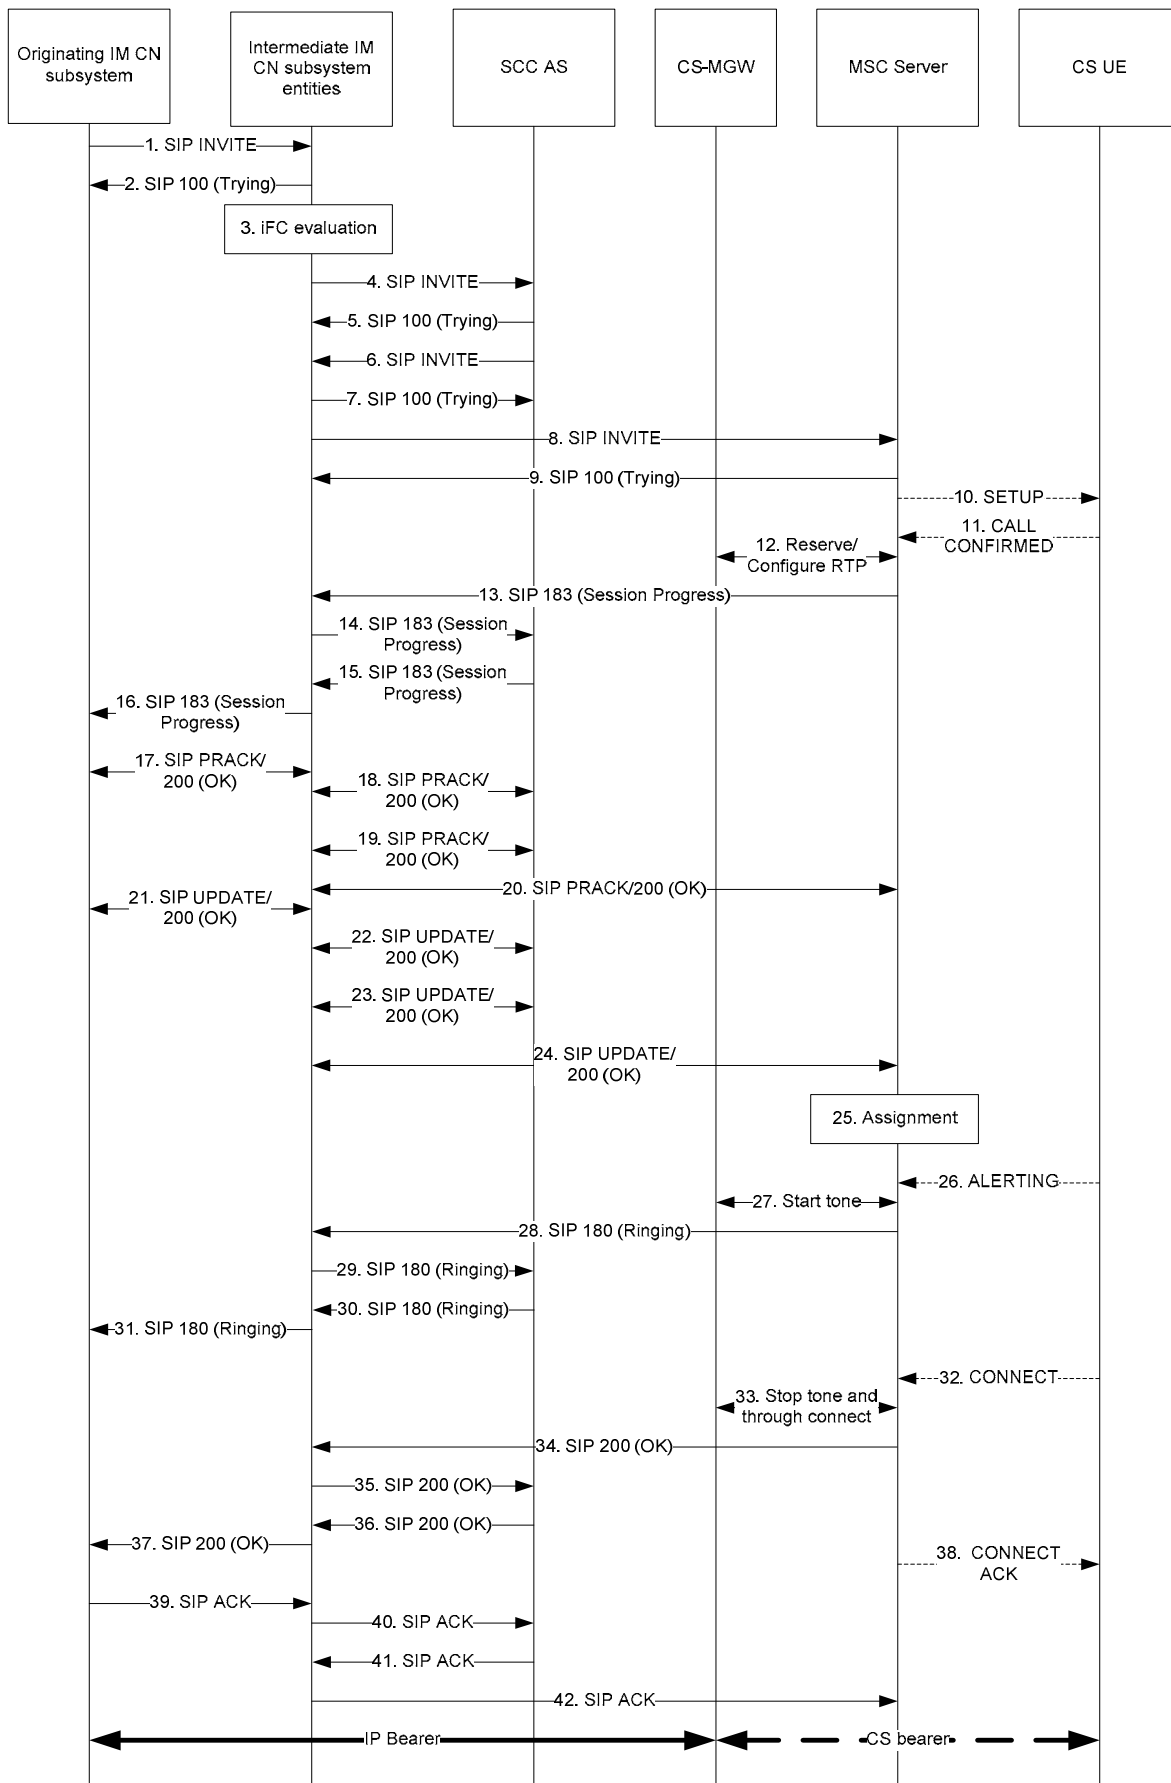 Originating IM CN
subsystem
Intermediate IM
CN subsystem
entities
SCC AS
CS-MGW
MSC Server
CS UE
1. SIP INVITE
2. SIP 100 (Trying)
3. iFC evaluation
4. SIP INVITE
5. SIP 100 (Trying)
6. SIP INVITE
7. SIP 100 (Trying)
8. SIP INVITE
9. SIP 100 (Trying)
10. SETUP
11. CALL
CONFIRMED
12. Reserve/
Configure RTP
13. SIP 183 (Session Progress)
14. SIP 183 (Session
Progress)
15. SIP 183 (Session
Progress)
16. SIP 183 (Session
Progress)
17. SIP PRACK/
200 (OK)
18. SIP PRACK/
200 (OK)
19. SIP PRACK/
200 (OK)
20. SIP PRACK/200 (OK)
21. SIP UPDATE/
200 (OK)
22. SIP UPDATE/
200 (OK)
23. SIP UPDATE/
200 (OK)
24. SIP UPDATE/
200 (OK)
25. Assignment
26. ALERTING
27. Start tone
28. SIP 180 (Ringing)
29. SIP 180 (Ringing)
30. SIP 180 (Ringing)
31. SIP 180 (Ringing)
32. CONNECT
33. Stop tone and
through connect
34. SIP 200 (OK)
35. SIP 200 (OK)
36. SIP 200 (OK)
37. SIP 200 (OK)
38. CONNECT
ACK
39. SIP ACK
40. SIP ACK
41. SIP ACK
42. SIP ACK
IP Bearer
CS bearer